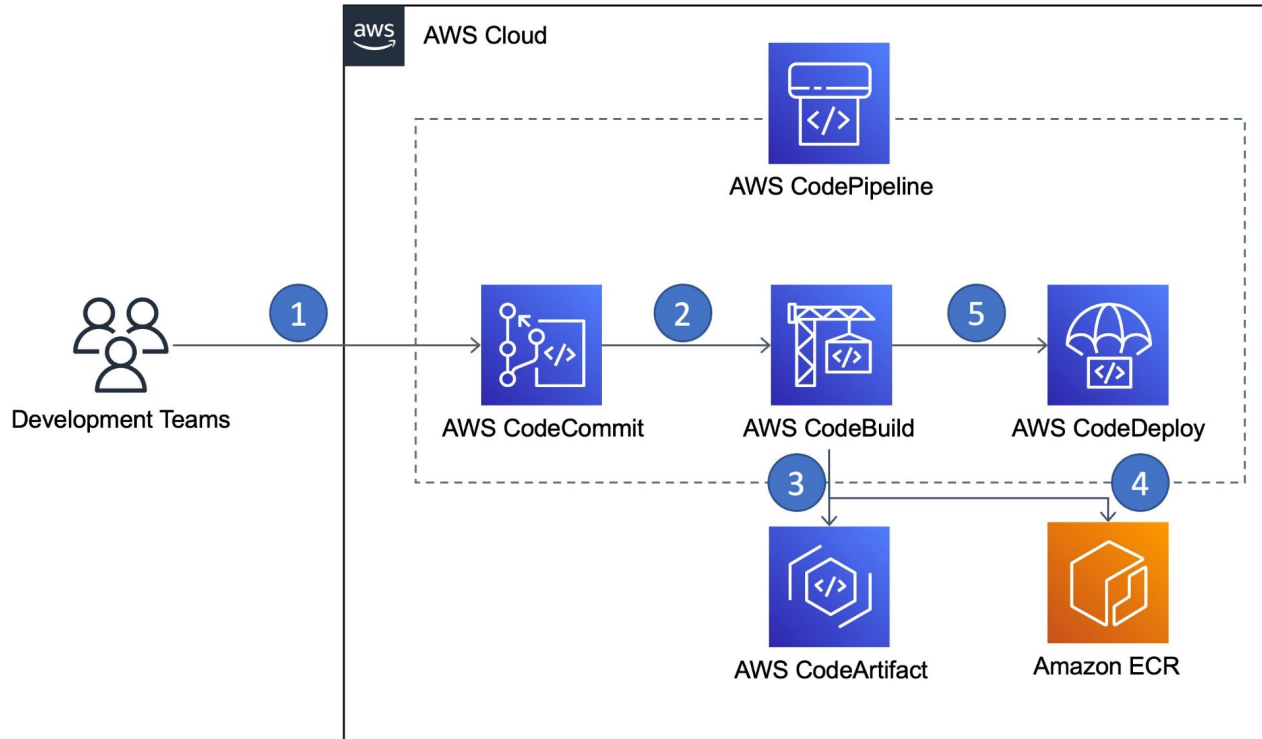 aws
AWS Cloud
</>
AWS CodePipeline
1
2
5
</>
</>
</>
Development Teams
AWS CodeCommit
AWS CodeBuild
AWS CodeDeploy
3
4
</>
AWS CodeArtifact
Amazon ECR